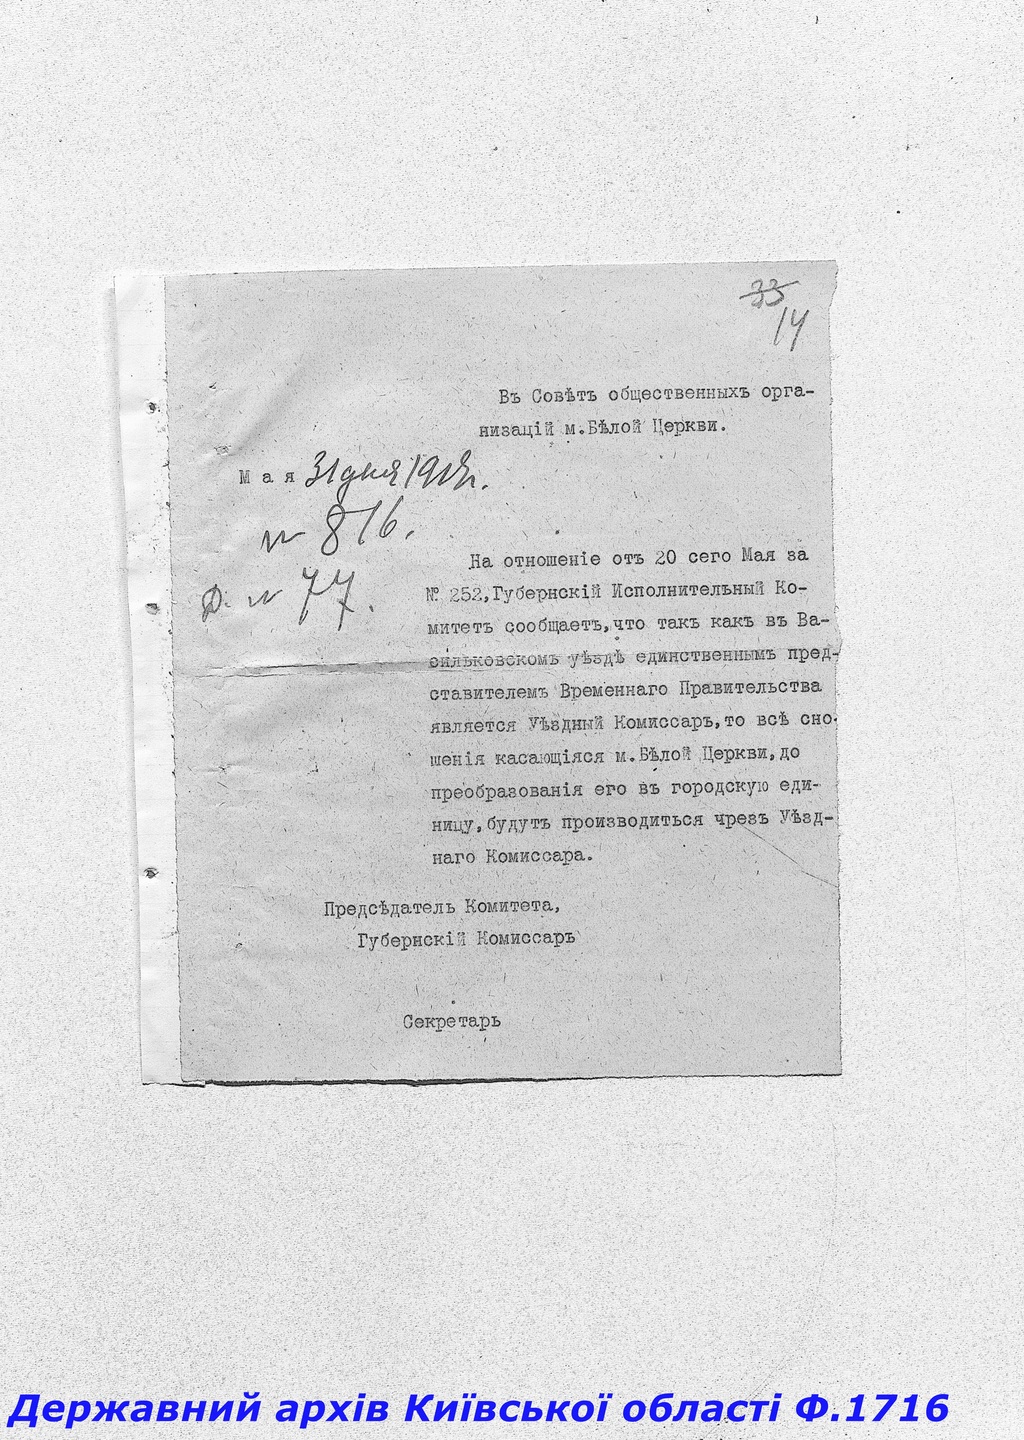 33
14
Въ Совѣтъ общественныхъ орга-
низацій м.Бѣлой Церкви.
Мая 31 дня 1917г.
№ 816.
Д. № 77.
На отношеніе отъ 20 сего Мая за
№ 252,Губернскій Исполнительный Ко-
митетъ сообщаетъ,что такъ какъ въ Ва-
сильковскомъ уѣздѣ единственнымъ пред-
ставителемъ Временнаго Правительства
является Уѣздный Комиссаръ,то всѣ сно-
шенія касающіяся м.Бѣлой Церкви,до
преобразованія его въ городскую еди-
ницу,будутъ производиться чрезъ Уѣзд-
наго Комиссара.
Предсѣдатель Комитета,
Губернскій Комиссаръ
Секретарь
Державний архів Київської області Ф.1716